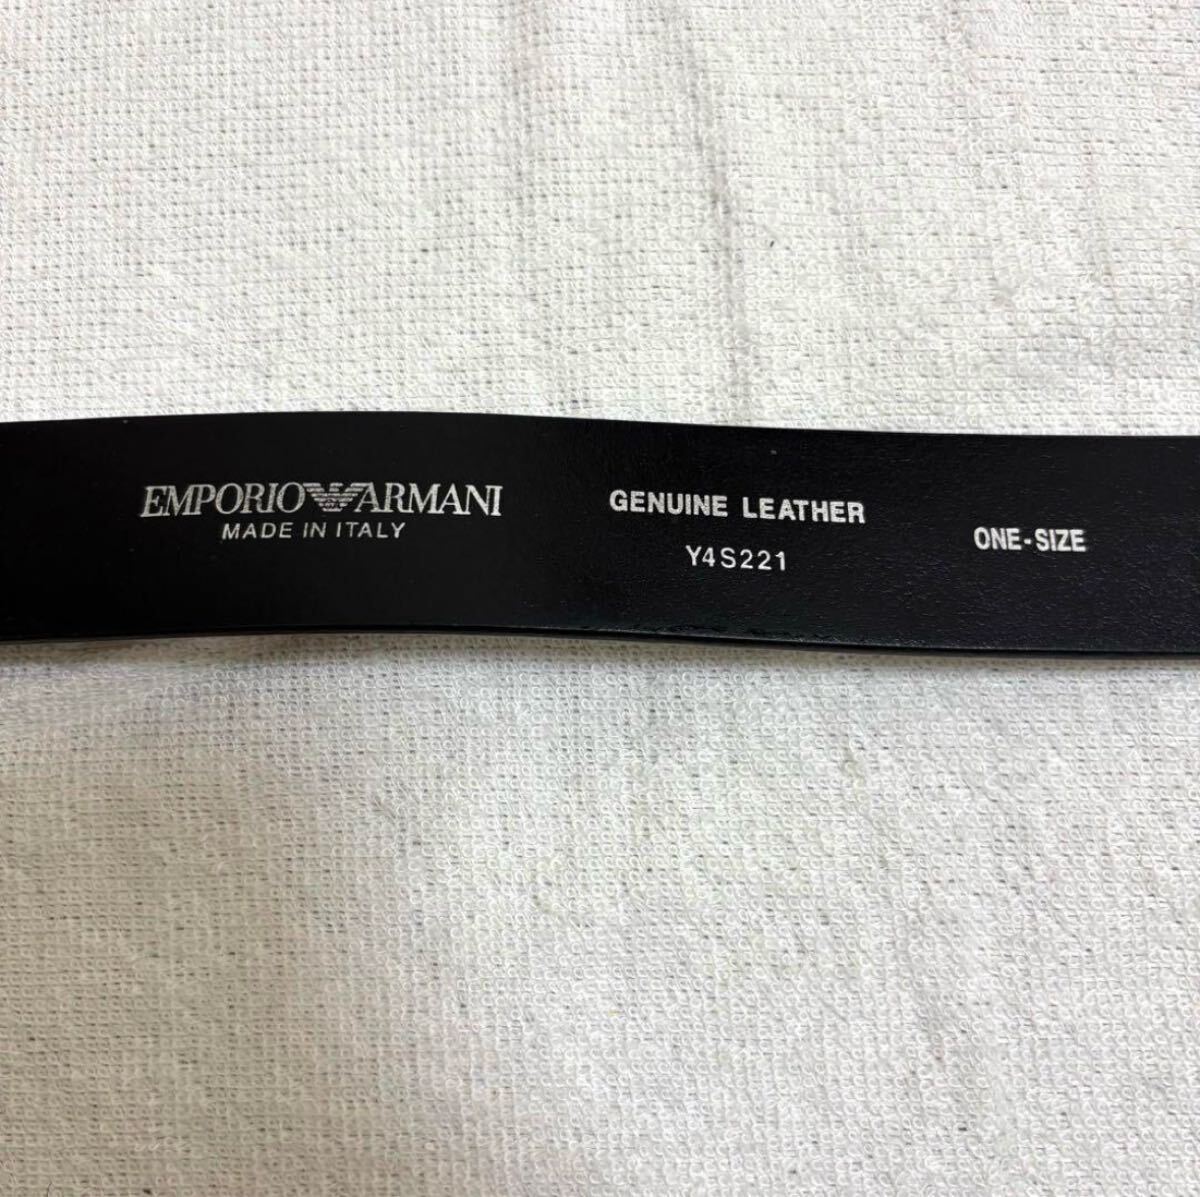 EMPORIO ARMANI
MADE IN ITALY
GENUINE LEATHER
Y4S221
ONE-SIZE